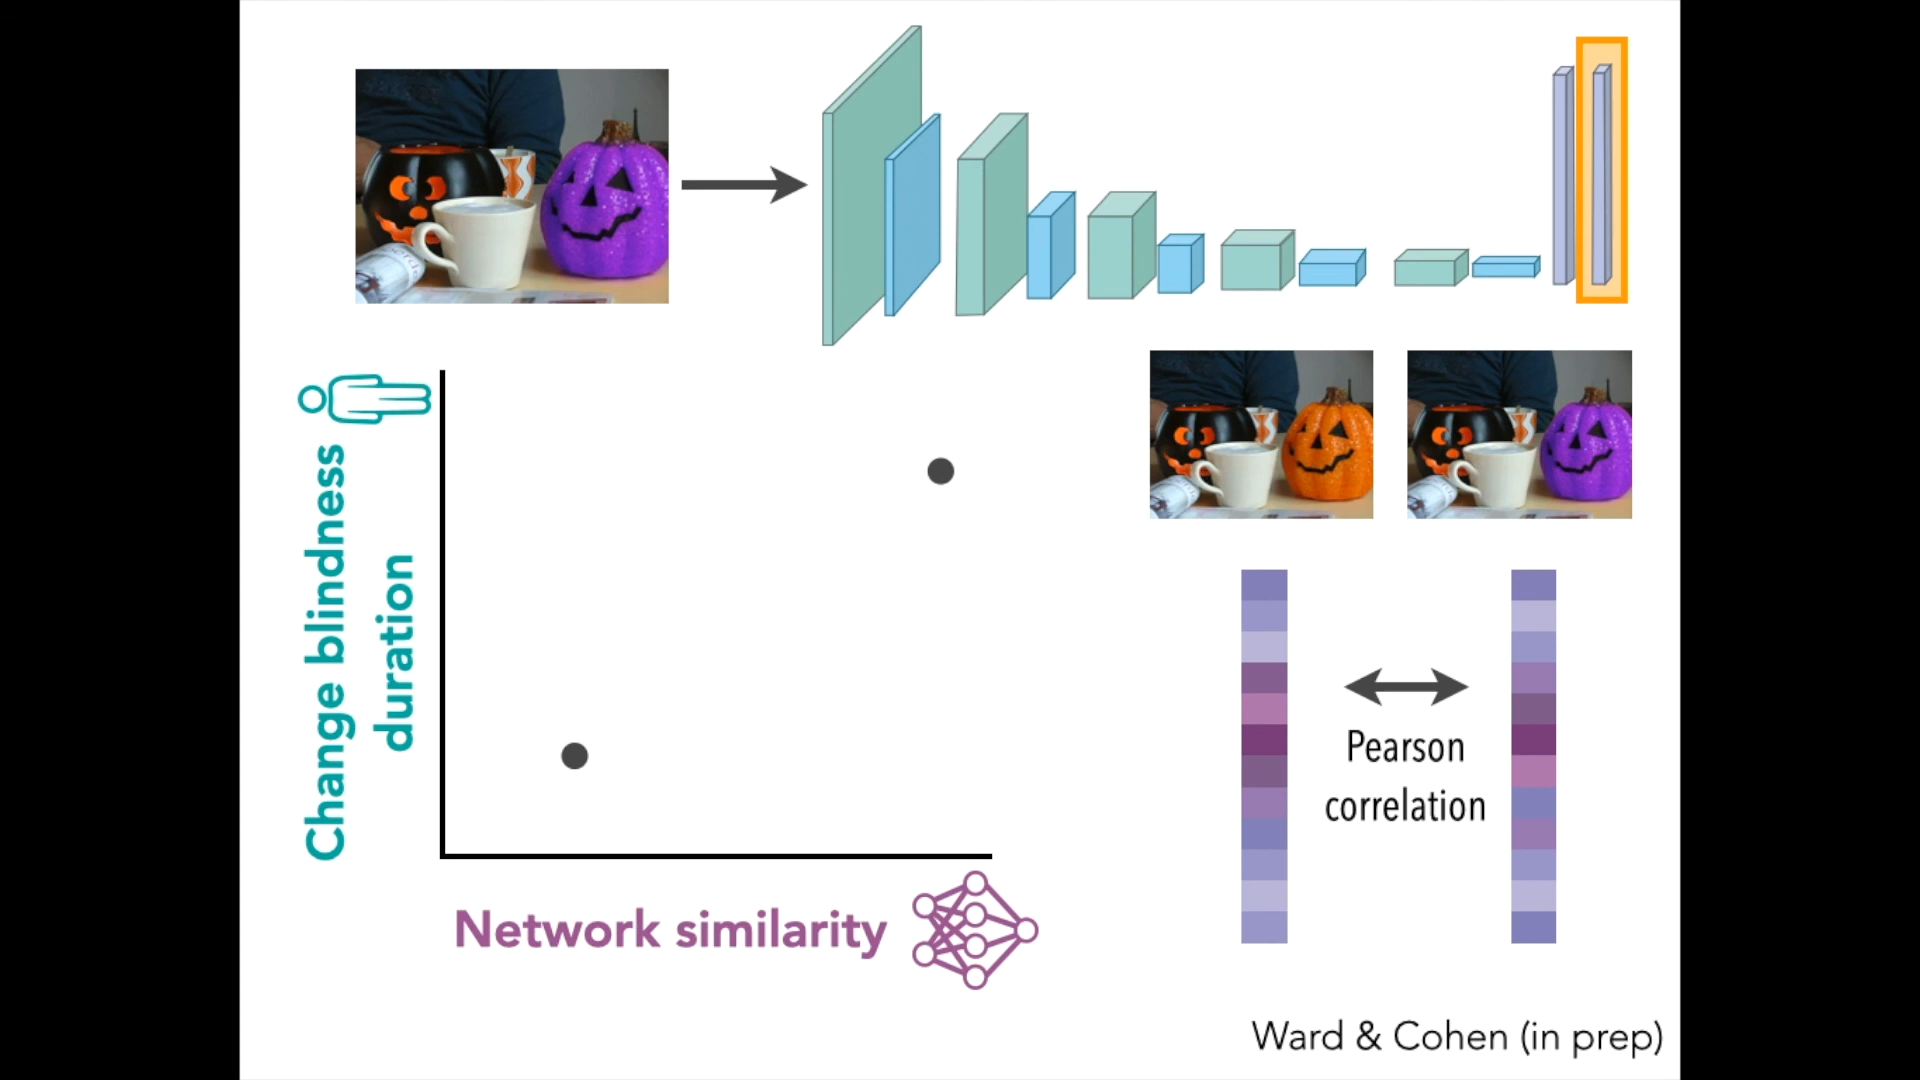 Change blindness
duration
Network similarity
Pearson
correlation
Ward & Cohen (in prep)